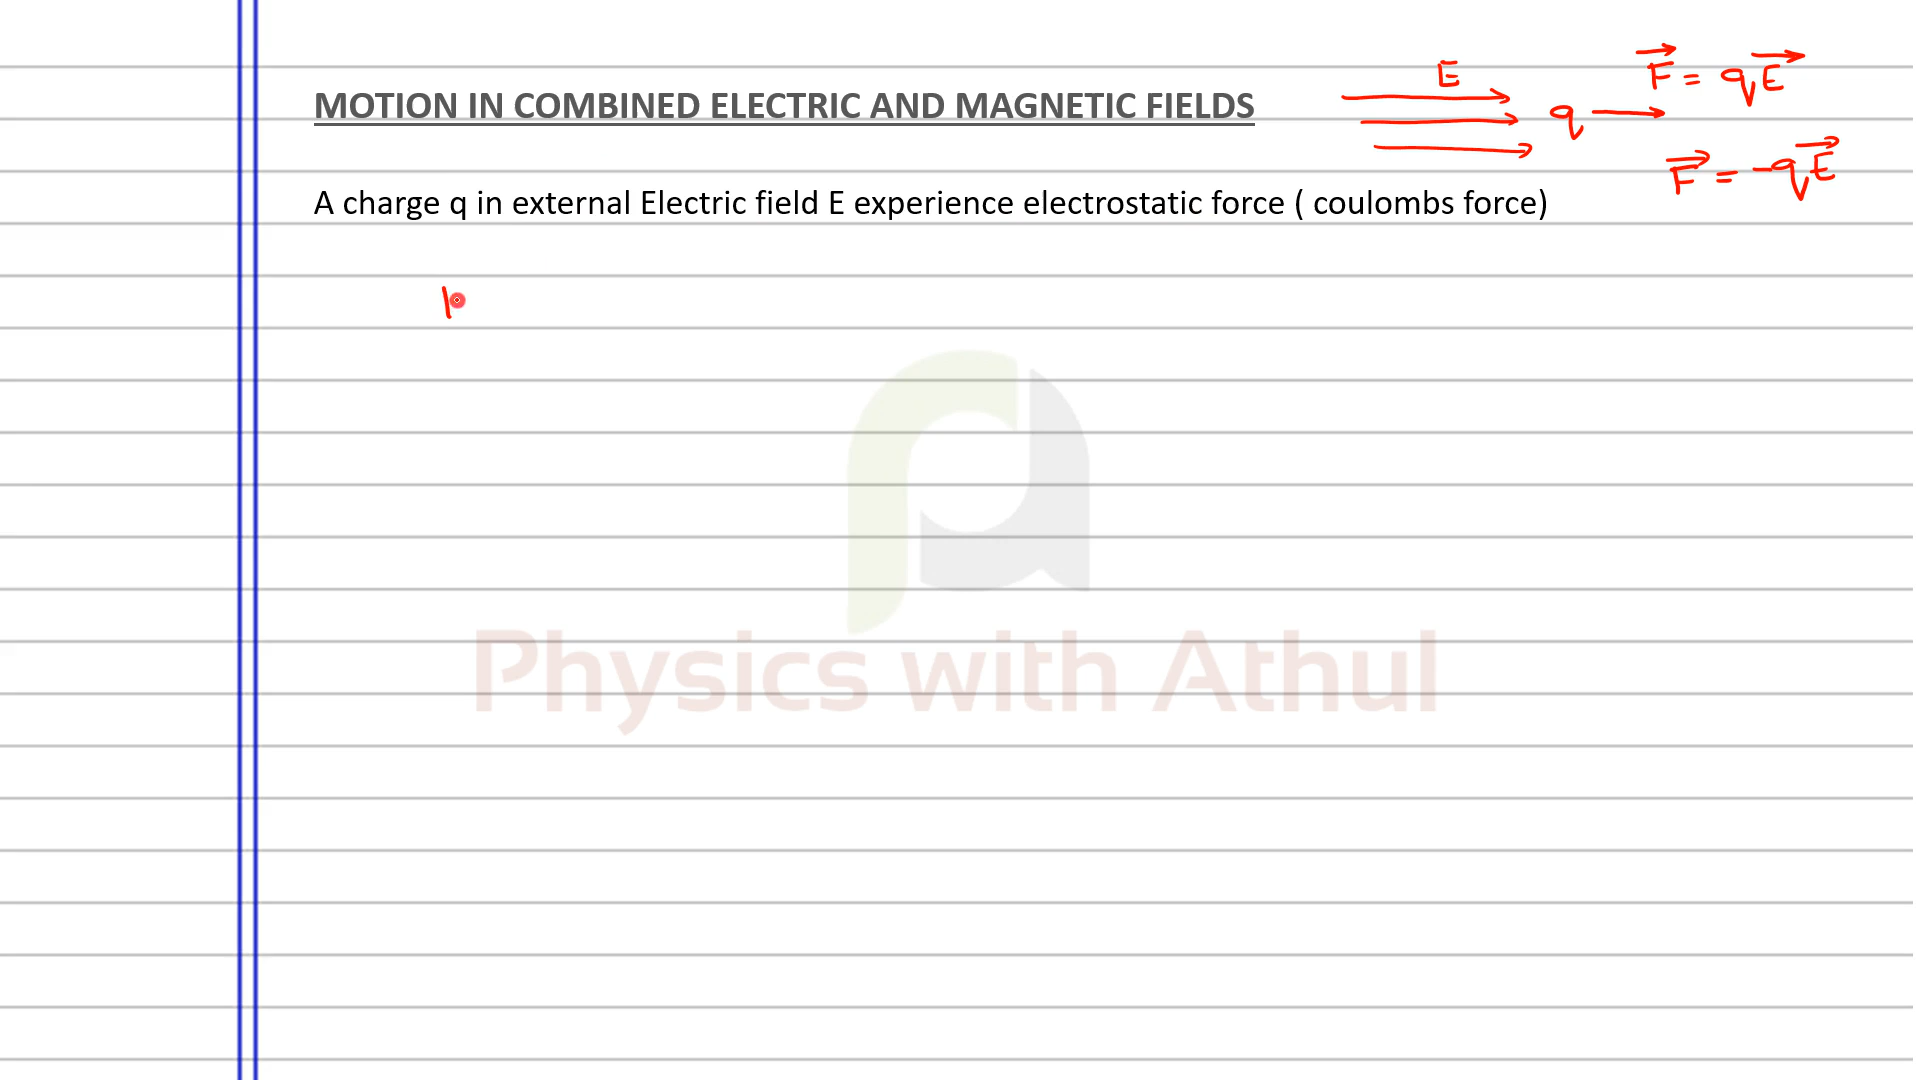 E
F = qE
MOTION IN COMBINED ELECTRIC AND MAGNETIC FIELDS
q
F = -qE
A charge q in external Electric field E experience electrostatic force ( coulombs force)
Physics with Athul